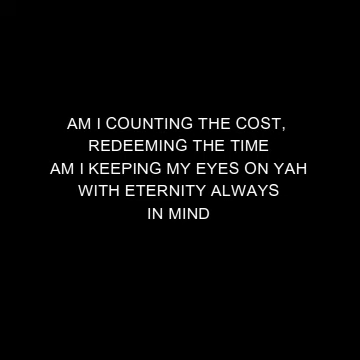 AM I COUNTING THE COST,
REDEEMING THE TIME
AM I KEEPING MY EYES ON YAH
WITH ETERNITY ALWAYS
IN MIND